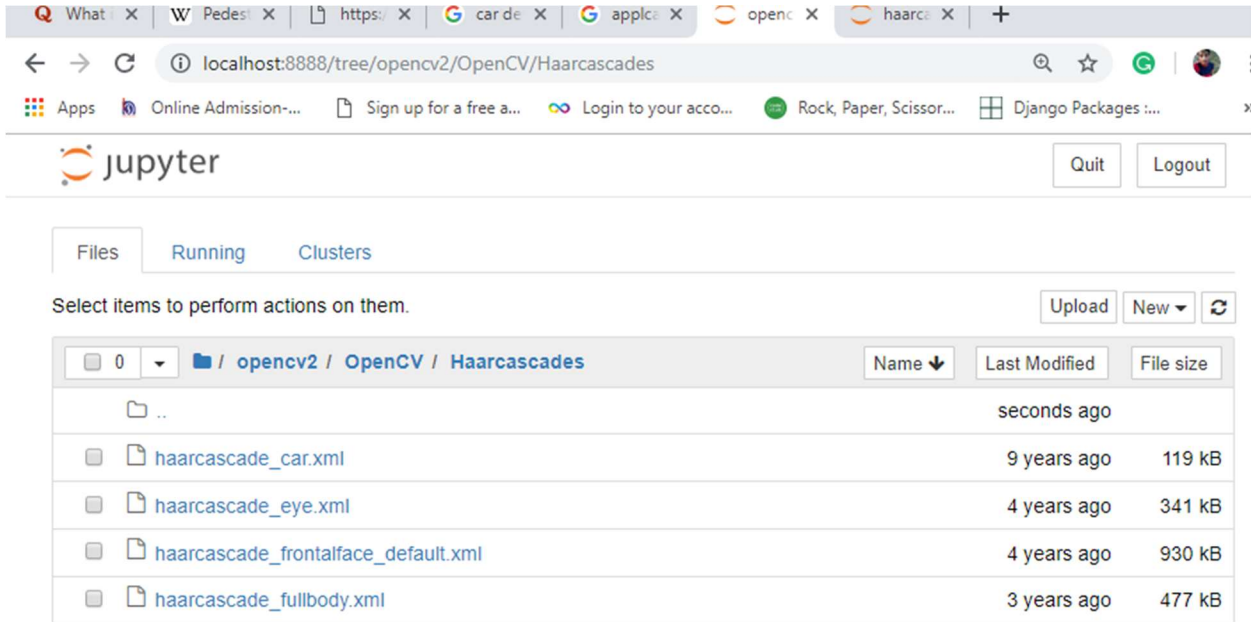 What i Pedest https:/ car de applca openc haarca
localhost:8888/tree/opencv2/OpenCV/Haarcascades
Apps Online Admission-... Sign up for a free a... Login to your acco... Rock, Paper, Scissor... Django Packages :...
jupyter Quit Logout
Files Running Clusters
Select items to perform actions on them. Upload New
0 / opencv2 / OpenCV / Haarcascades Name Last Modified File size
.. seconds ago
haarcascade_car.xml 9 years ago 119 kB
haarcascade_eye.xml 4 years ago 341 kB
haarcascade_frontalface_default.xml 4 years ago 930 kB
haarcascade_fullbody.xml 3 years ago 477 kB